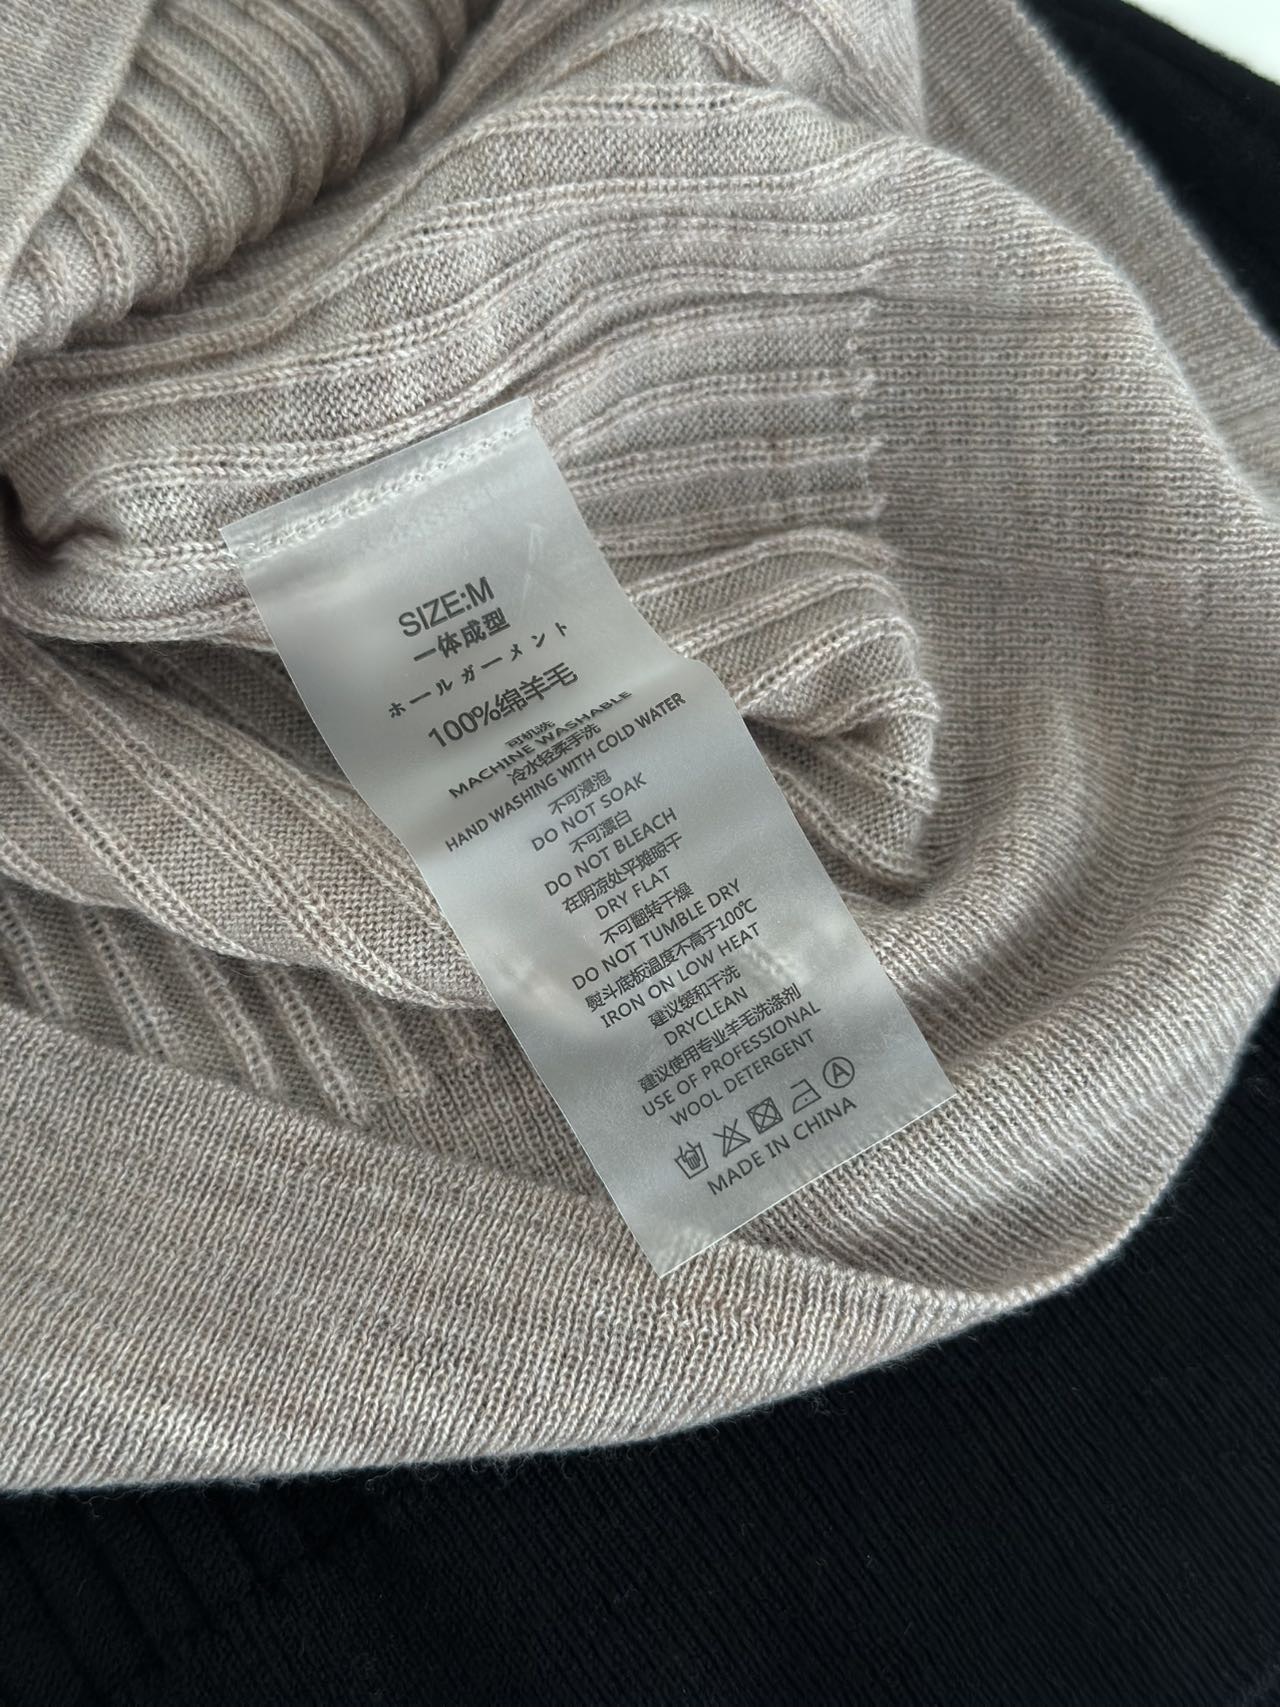 SIZE:M
一体成型
ホールガーメント
100%绵羊毛
可机洗
MACHINE WASHABLE
冷水轻柔手洗
HAND WASHING WITH COLD WATER
不可浸泡
DO NOT SOAK
不可漂白
DO NOT BLEACH
在阴凉处平摊晾干
DRY FLAT
不可翻转干燥
DO NOT TUMBLE DRY
熨斗底板温度不高于100℃
IRON ON LOW HEAT
建议缓和干洗
DRYCLEAN
建议使用专业羊毛洗涤剂
USE OF PROFESSIONAL
WOOL DETERGENT
A
MADE IN CHINA